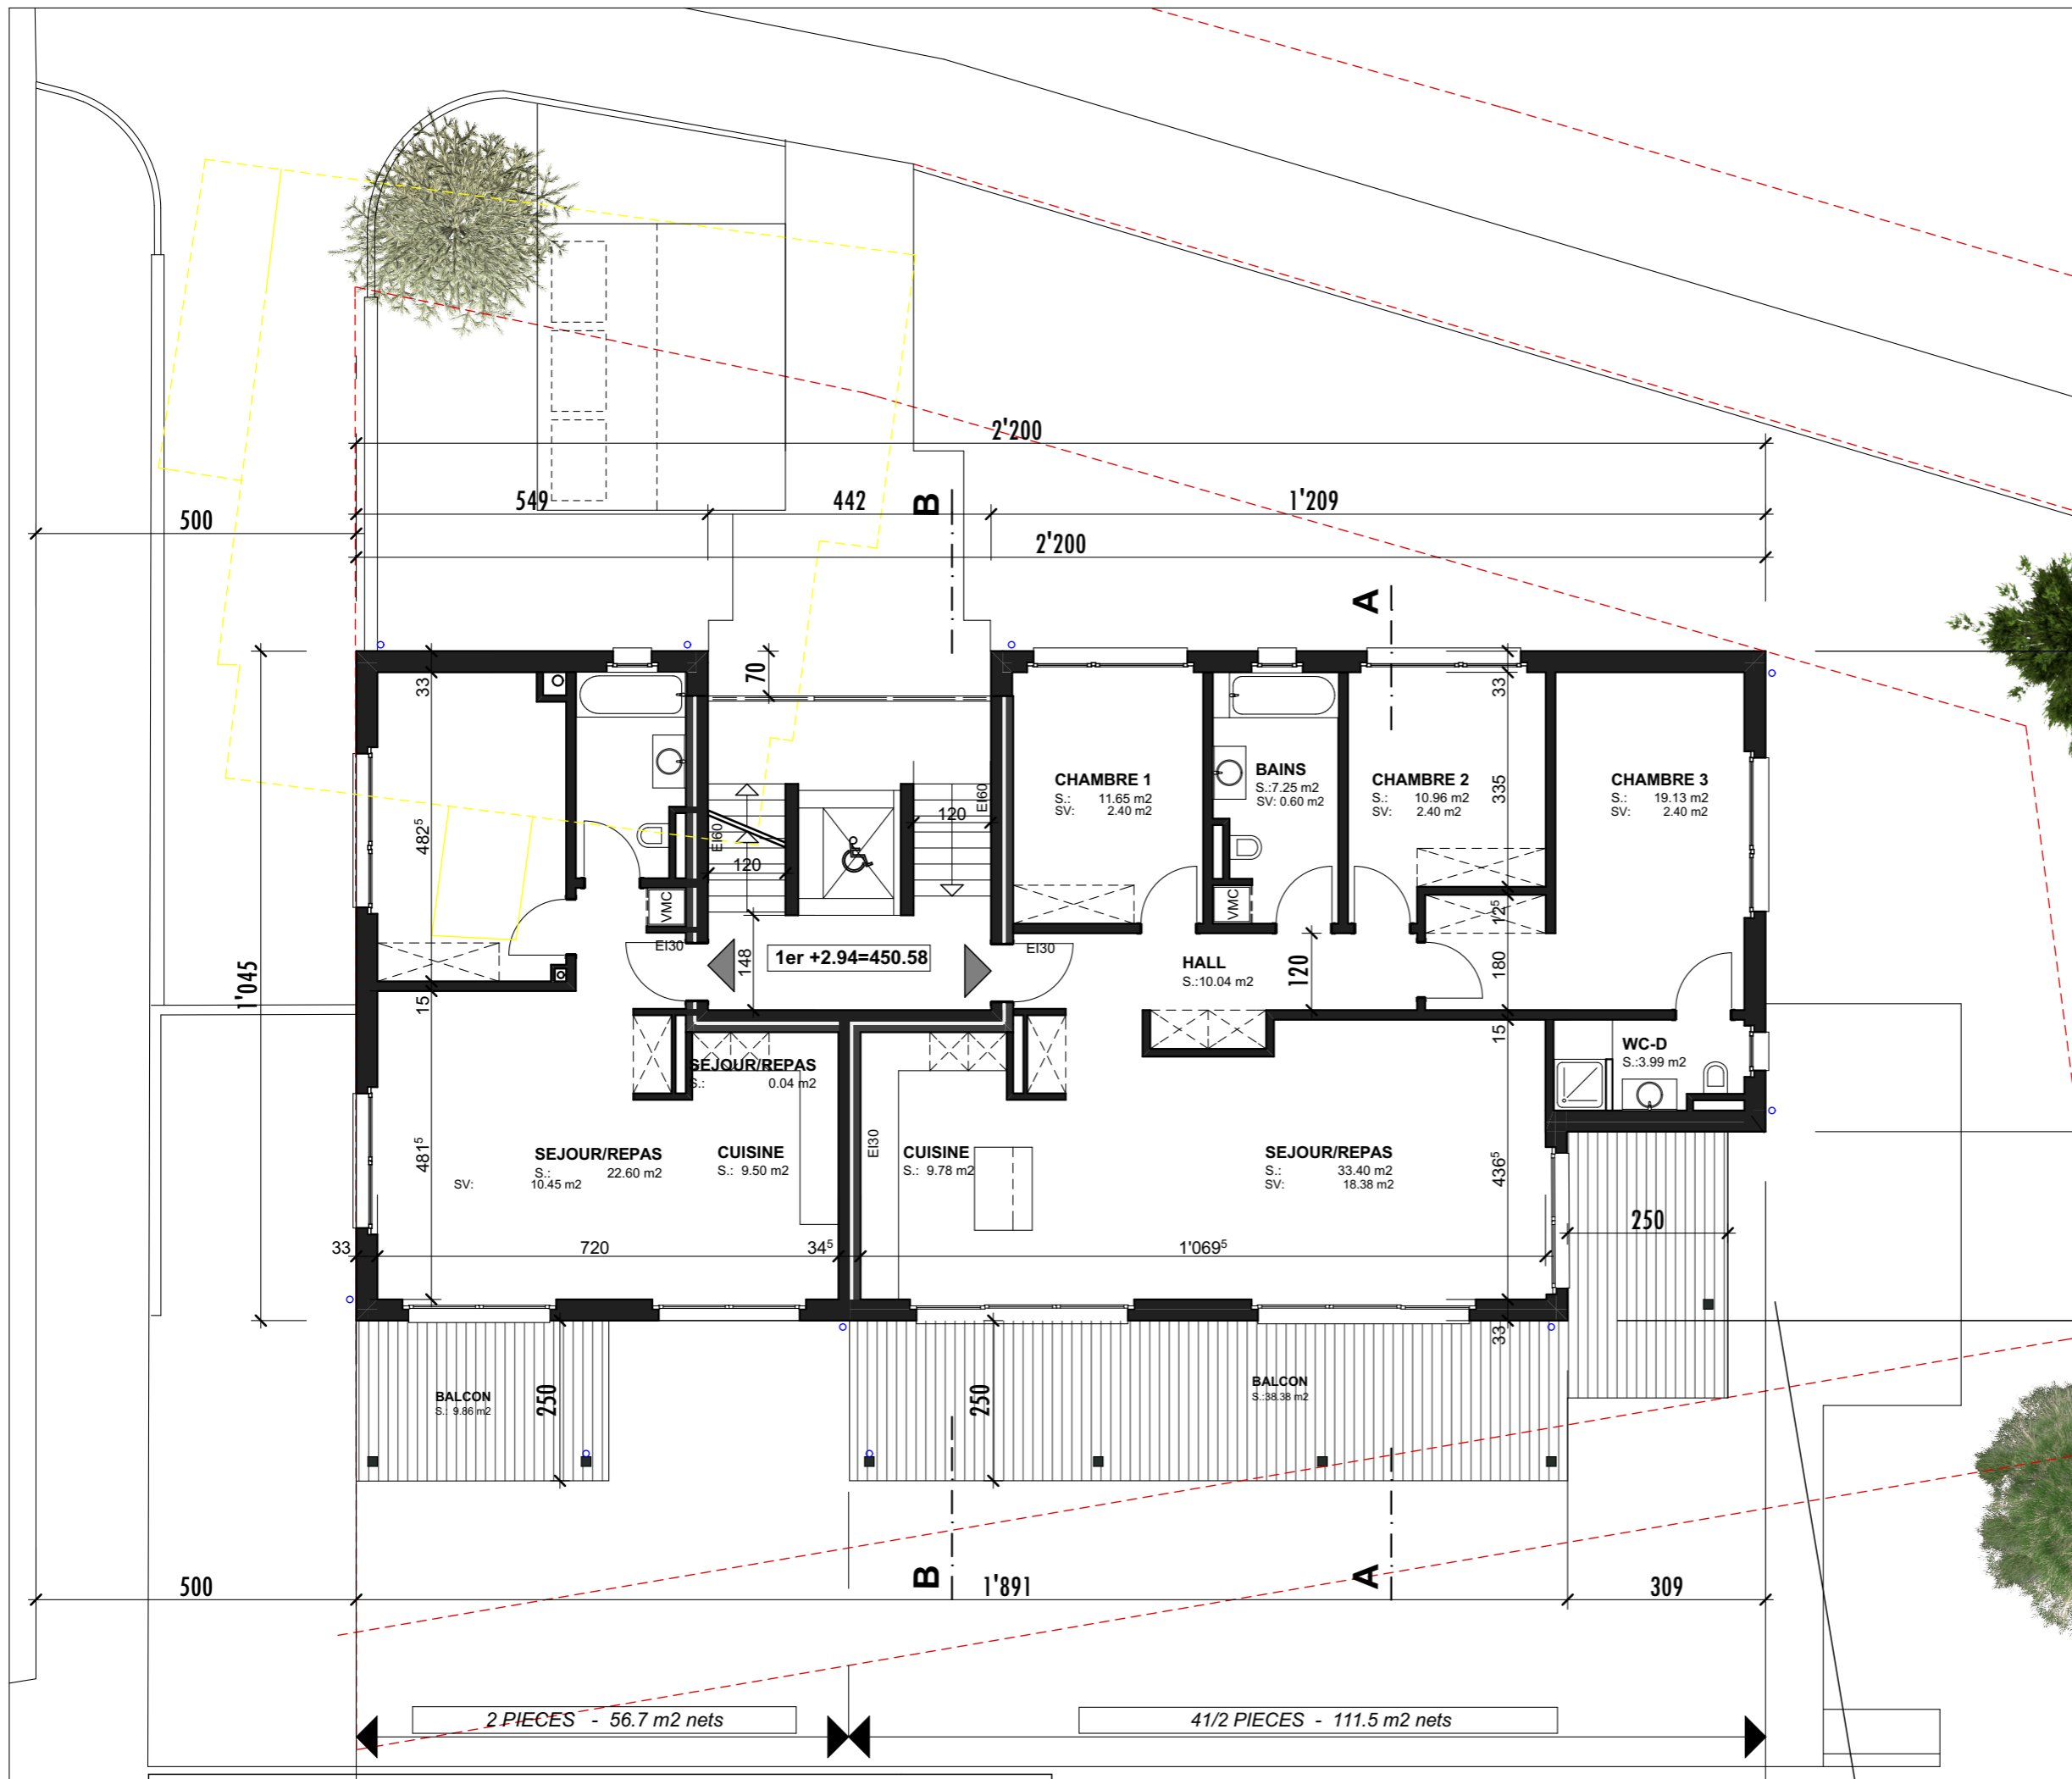 2'200
549
442
B
1'209
500
2'200
A
70
33
33
CHAMBRE 1
S.: 11.65 m2
SV: 2.40 m2
BAINS
S.:7.25 m2
SV: 0.60 m2
CHAMBRE 2
S.: 10.96 m2
SV: 2.40 m2
335
CHAMBRE 3
S.: 19.13 m2
SV: 2.40 m2
482⁵
EI60
EI60
120
120
VMC
VMC
12⁵
EI30
148
1er +2.94=450.58
EI30
HALL
S.:10.04 m2
120
180
1'045
15
15
SEJOUR/REPAS
S.: 0.04 m2
WC-D
S.:3.99 m2
481⁵
SEJOUR/REPAS
S.: 22.60 m2
SV: 10.45 m2
CUISINE
S.: 9.50 m2
EI30
CUISINE
S.: 9.78 m2
SEJOUR/REPAS
S.: 33.40 m2
SV: 18.38 m2
436⁵
250
33
720
34⁵
1'069⁵
33
BALCON
S.: 9.86 m2
250
250
BALCON
S.:38.38 m2
500
B
1'891
A
309
2 PIECES - 56.7 m2 nets
41/2 PIECES - 111.5 m2 nets